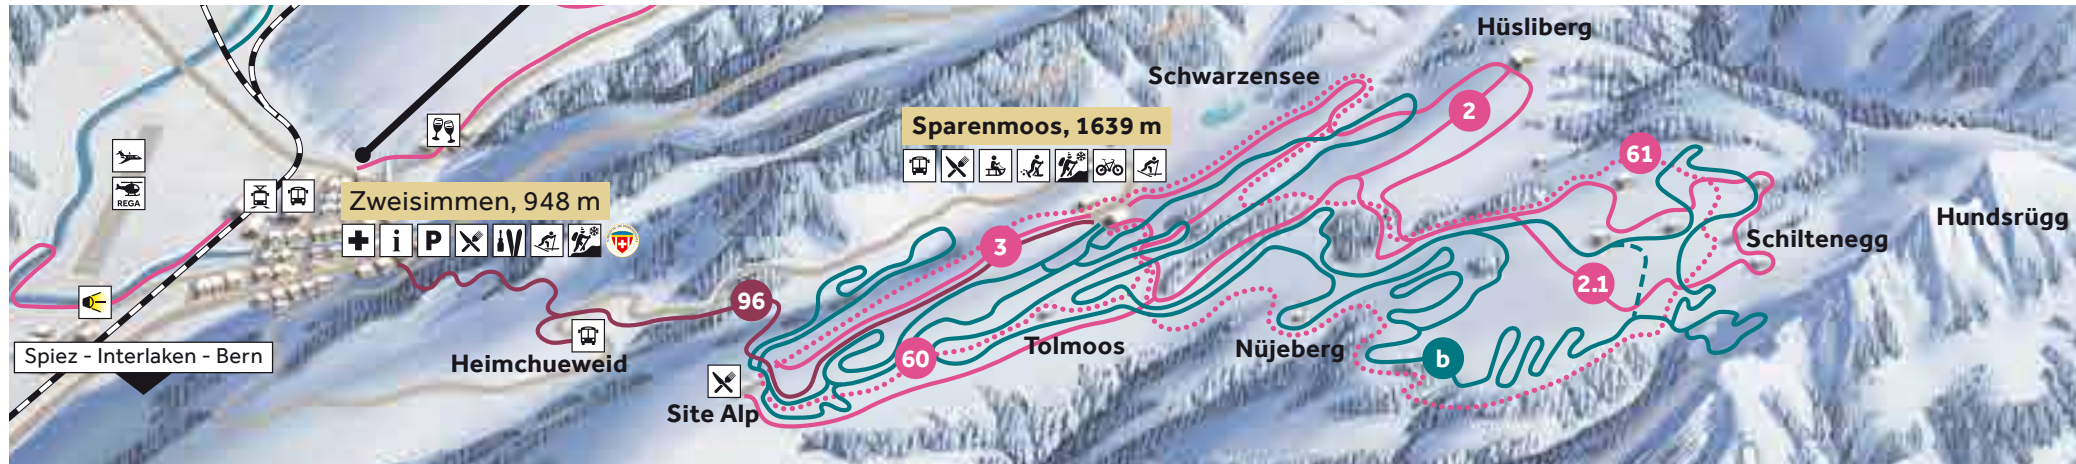 Hüsliberg
Schwarzensee
2
Sparenmoos, 1639 m
61
REGA
Zweisimmen, 948 m
i
P
Hundsrügg
Schiltenegg
3
2.1
96
Spiez - Interlaken - Bern
Heimchueweid
60
Tolmoos
Nüjeberg
b
Site Alp